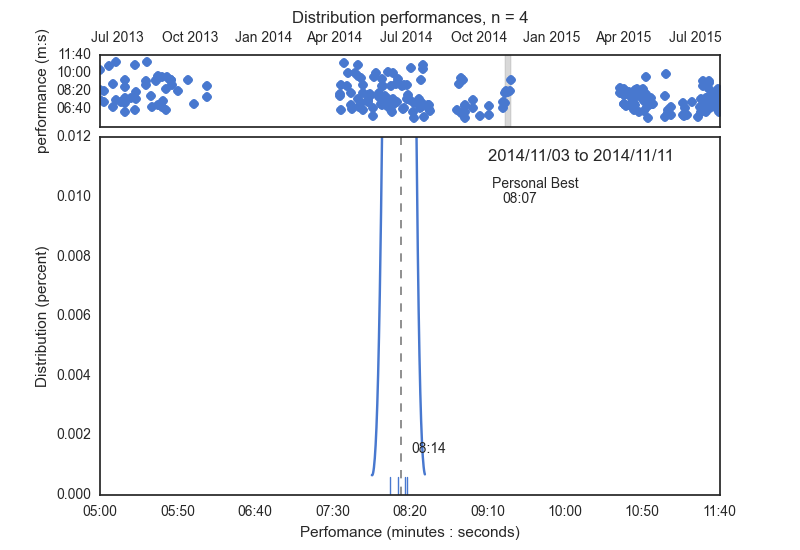 Distribution performances, n = 4
Jul 2013 Oct 2013 Jan 2014 Apr 2014 Jul 2014 Oct 2014 Jan 2015 Apr 2015 Jul 2015
performance (m:s)
11:40
10:00
08:20
06:40
Distribution (percent)
0.012
0.010
0.008
0.006
0.004
0.002
0.000
2014/11/03 to 2014/11/11
Personal Best
08:07
08:14
05:00 05:50 06:40 07:30 08:20 09:10 10:00 10:50 11:40
Perfomance (minutes : seconds)